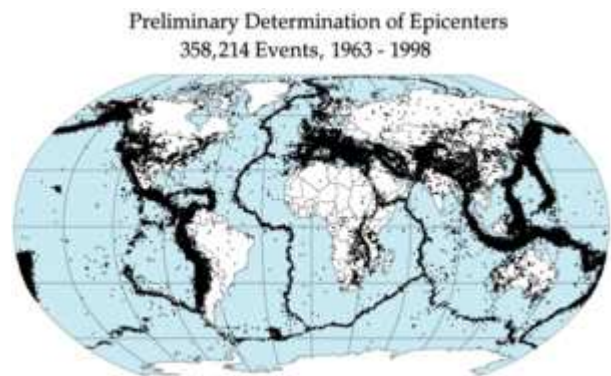 Preliminary Determination of Epicenters
358,214 Events, 1963 - 1998